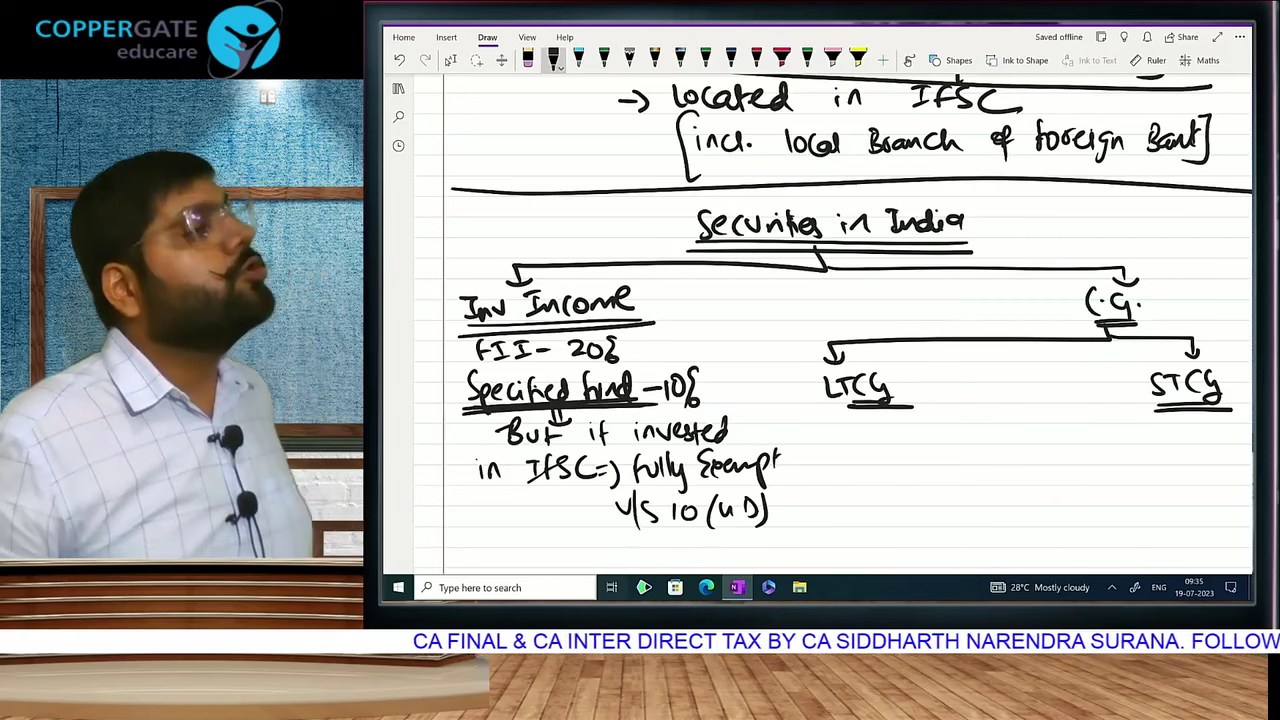 COPPERGATE
educare
Home Insert Draw View Help
Saved offline
Share
Shapes
Ink to Shape
Ink to Text
Ruler
Maths
→ located in IFSC
[incl. local Branch of foreign Bank]
Securities in India
Inv Income
C.G.
FII - 20%
LTCG
STCG
Specified fund - 10%
But if invested
in IFSC => fully Exempt
u/s 10(4D)
Type here to search
28°C Mostly cloudy
ENG
09:35
19-07-2023
CA FINAL & CA INTER DIRECT TAX BY CA SIDDHARTH NARENDRA SURANA. FOLLOW